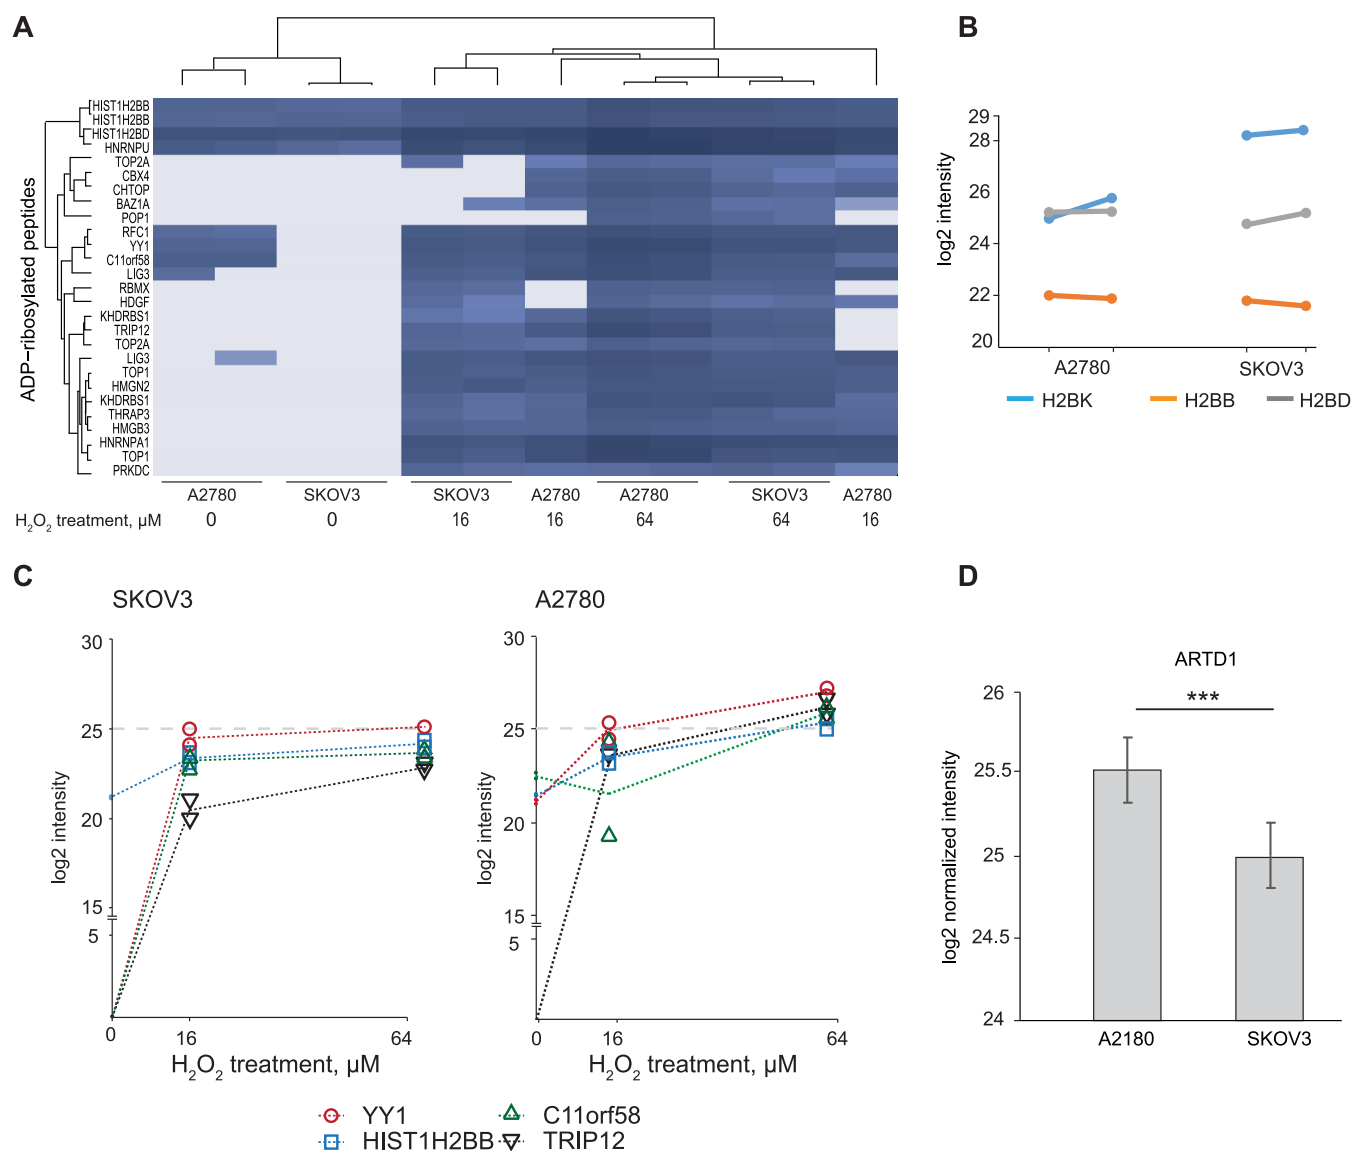 A
HIST1H2BB
HIST1H2BB
HIST1H2BD
HNRNPU
TOP2A
CBX4
CHTOP
BAZ1A
POP1
RFC1
YY1
C11orf58
LIG3
RBMX
HDGF
KHDRBS1
TRIP12
TOP2A
LIG3
TOP1
HMGN2
KHDRBS1
THRAP3
HMGB3
HNRNPA1
TOP1
PRKDC
ADP–ribosylated peptides
A2780 SKOV3 SKOV3 A2780 A2780 SKOV3 A2780
H2O2 treatment, μM 0 0 16 16 64 64 16
B
29
28
26
24
22
20
log2 intensity
A2780 SKOV3
H2BK H2BB H2BD
C
SKOV3
30
25
20
15
5
log2 intensity
0 16 64
H2O2 treatment, μM
A2780
30
25
20
15
5
log2 intensity
0 16 64
H2O2 treatment, μM
YY1 C11orf58
HIST1H2BB TRIP12
D
ARTD1
***
26
25.5
25
24.5
24
log2 normalized intensity
A2180 SKOV3